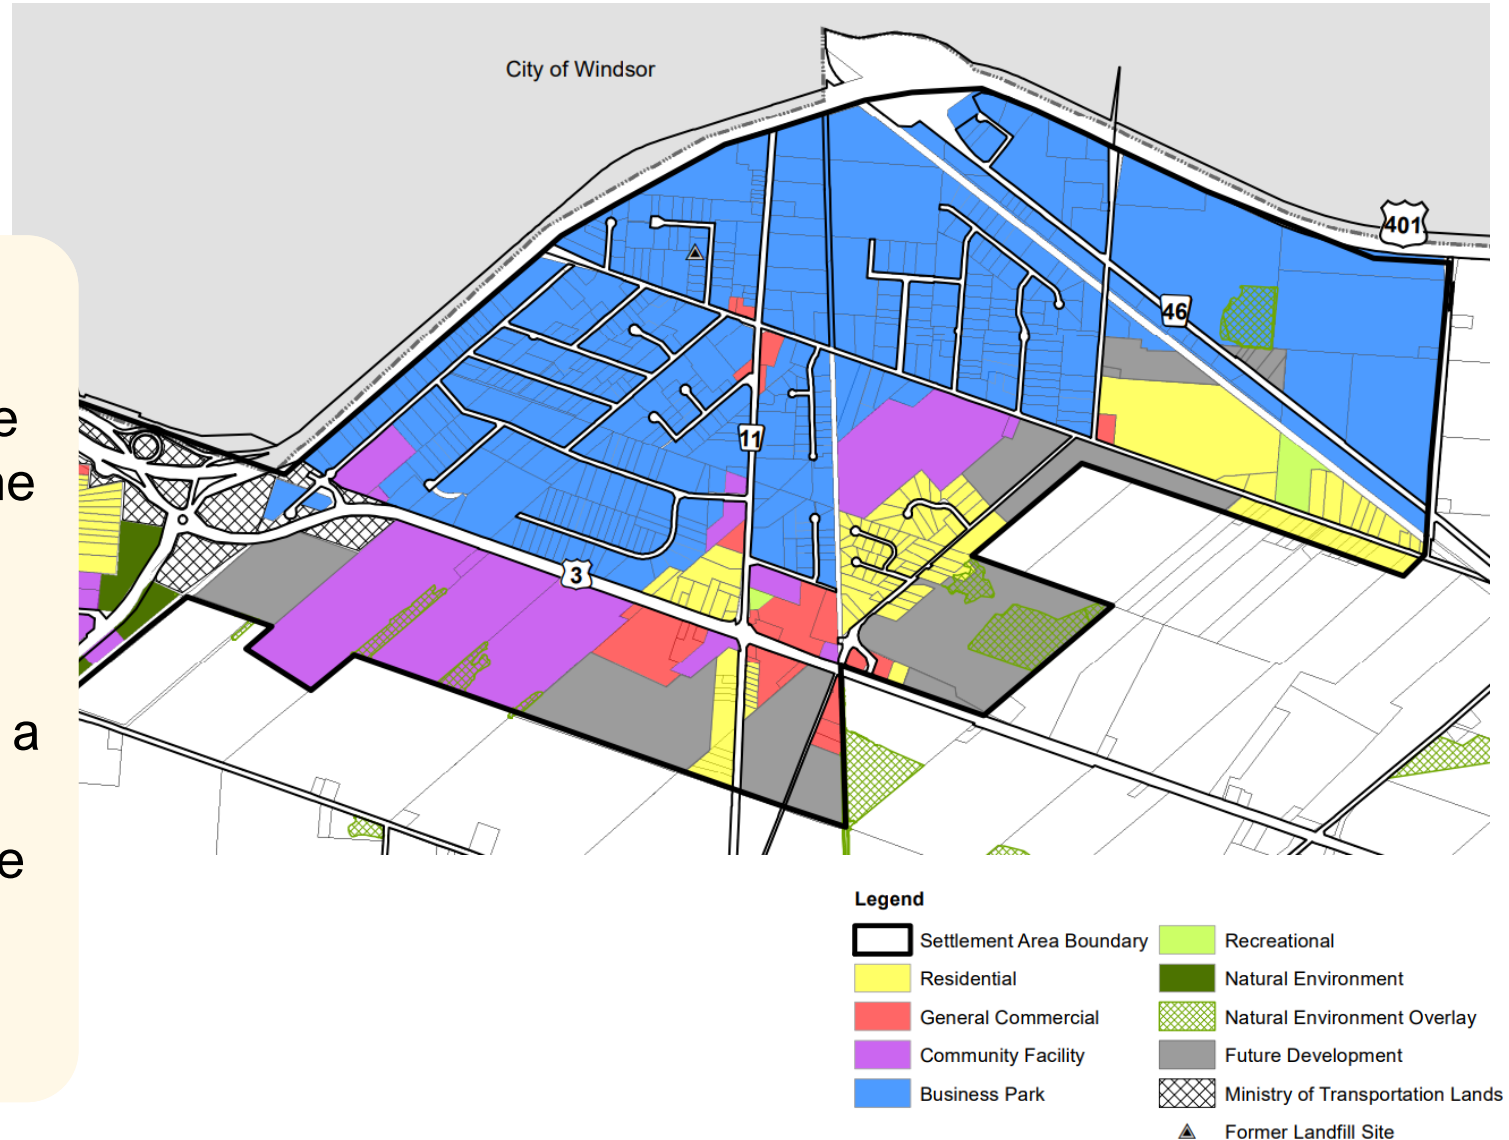 City of Windsor
401
46
11
3
e
ne
a
e
Legend
Settlement Area Boundary
Residential
General Commercial
Community Facility
Business Park
Recreational
Natural Environment
Natural Environment Overlay
Future Development
Ministry of Transportation Lands
Former Landfill Site